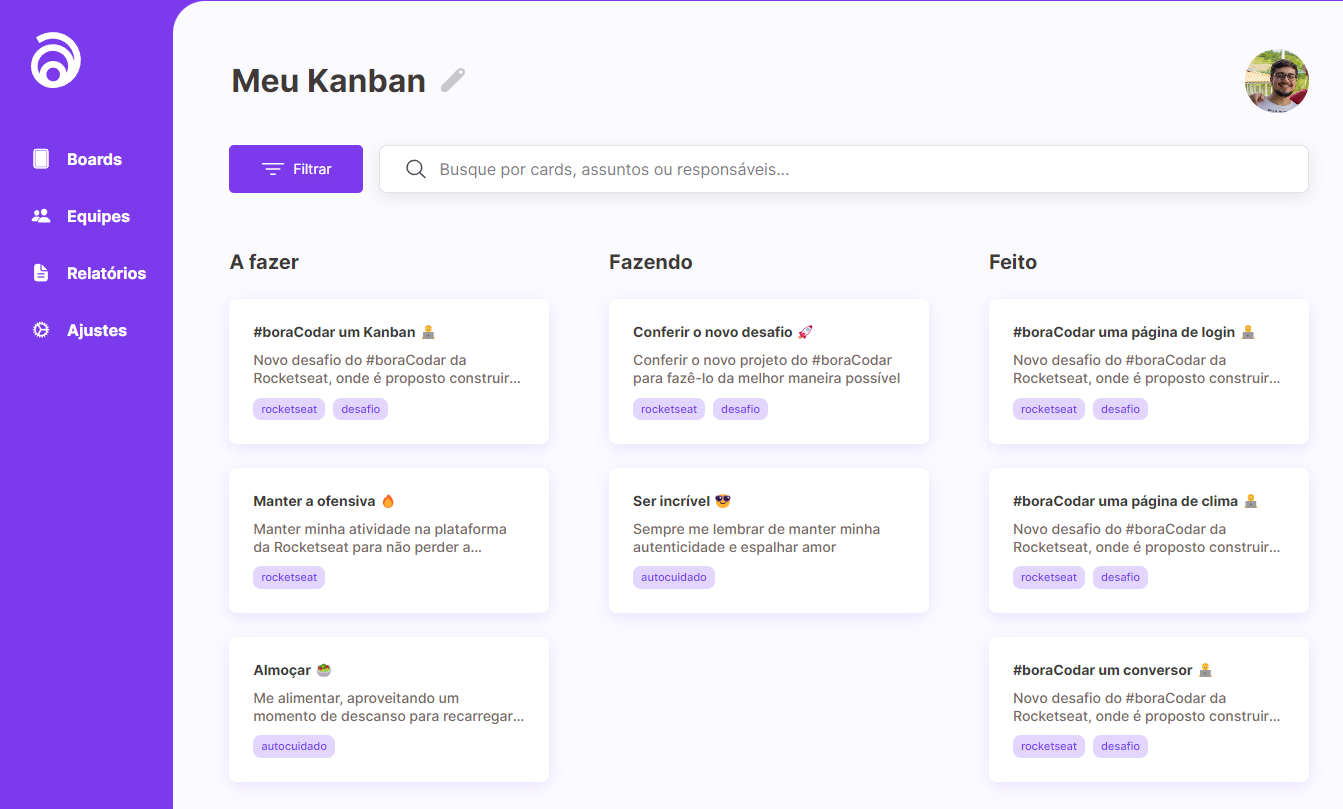 Meu Kanban
Boards
Equipes
Relatórios
Ajustes
Filtrar
Busque por cards, assuntos ou responsáveis...
A fazer
#boraCodar um Kanban 🧑‍💻
Novo desafio do #boraCodar da
Rocketseat, onde é proposto construir...
rocketseat desafio
Manter a ofensiva 🔥
Manter minha atividade na plataforma
da Rocketseat para não perder a...
rocketseat
Almoçar 🥗
Me alimentar, aproveitando um
momento de descanso para recarregar...
autocuidado
Fazendo
Conferir o novo desafio 🚀
Conferir o novo projeto do #boraCodar
para fazê-lo da melhor maneira possível
rocketseat desafio
Ser incrível 😎
Sempre me lembrar de manter minha
autenticidade e espalhar amor
autocuidado
Feito
#boraCodar uma página de login 🧑‍💻
Novo desafio do #boraCodar da
Rocketseat, onde é proposto construir...
rocketseat desafio
#boraCodar uma página de clima 🧑‍💻
Novo desafio do #boraCodar da
Rocketseat, onde é proposto construir...
rocketseat desafio
#boraCodar um conversor 🧑‍💻
Novo desafio do #boraCodar da
Rocketseat, onde é proposto construir...
rocketseat desafio